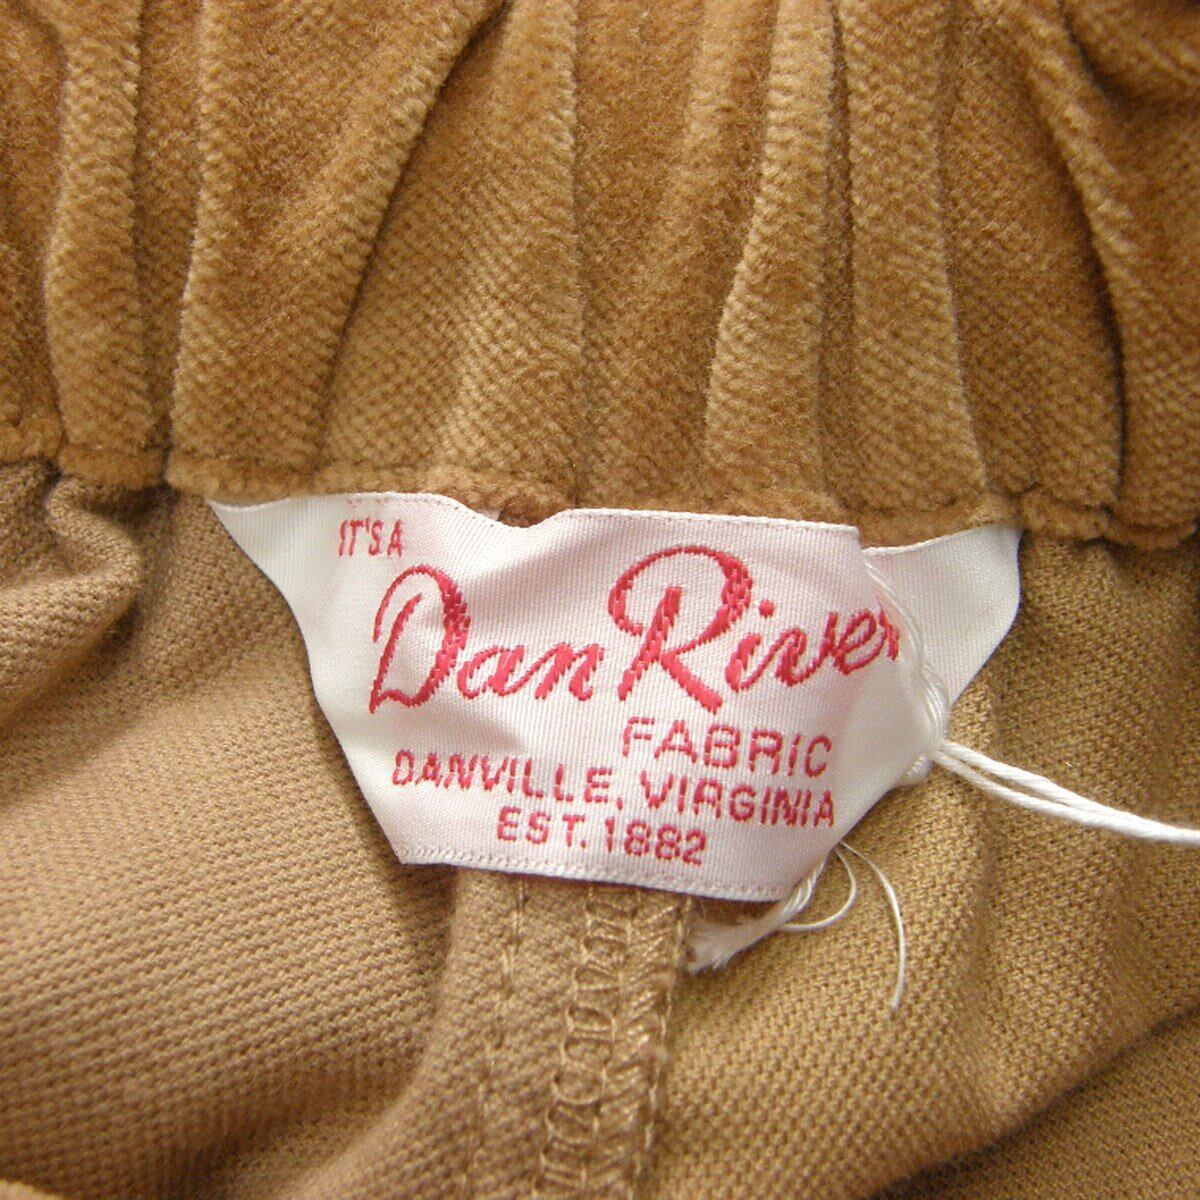 IT'S A
Dan River
FABRIC
DANVILLE, VIRGINIA
EST. 1882